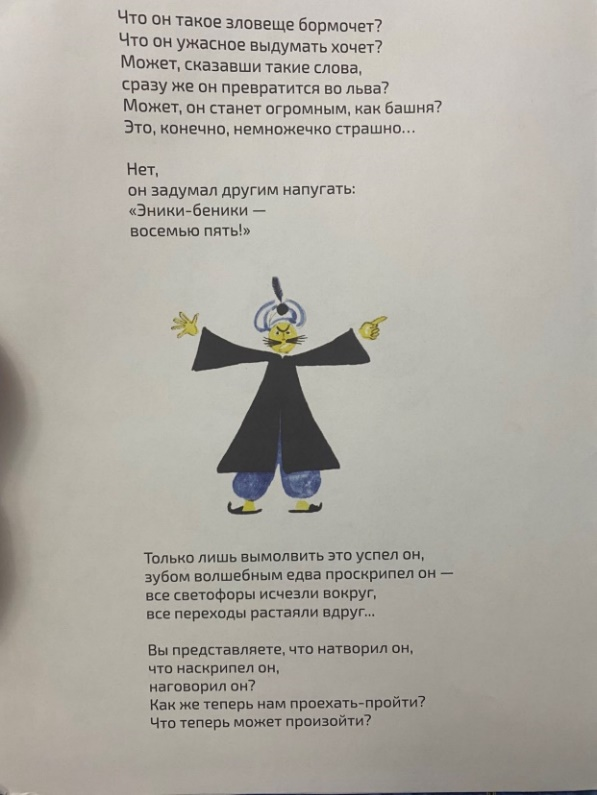 Что он такое зловеще бормочет?
Что он ужасное выдумать хочет?
Может, сказавши такие слова,
сразу же он превратится во льва?
Может, он станет огромным, как башня?
Это, конечно, немножечко страшно...
Нет,
он задумал другим напугать:
«Эники-беники —
восемью пять!»
Только лишь вымолвить это успел он,
зубом волшебным едва проскрипел он —
все светофоры исчезли вокруг,
все переходы растаяли вдруг...
Вы представляете, что натворил он,
что наскрипел он,
наговорил он?
Как же теперь нам проехать-пройти?
Что теперь может произойти?